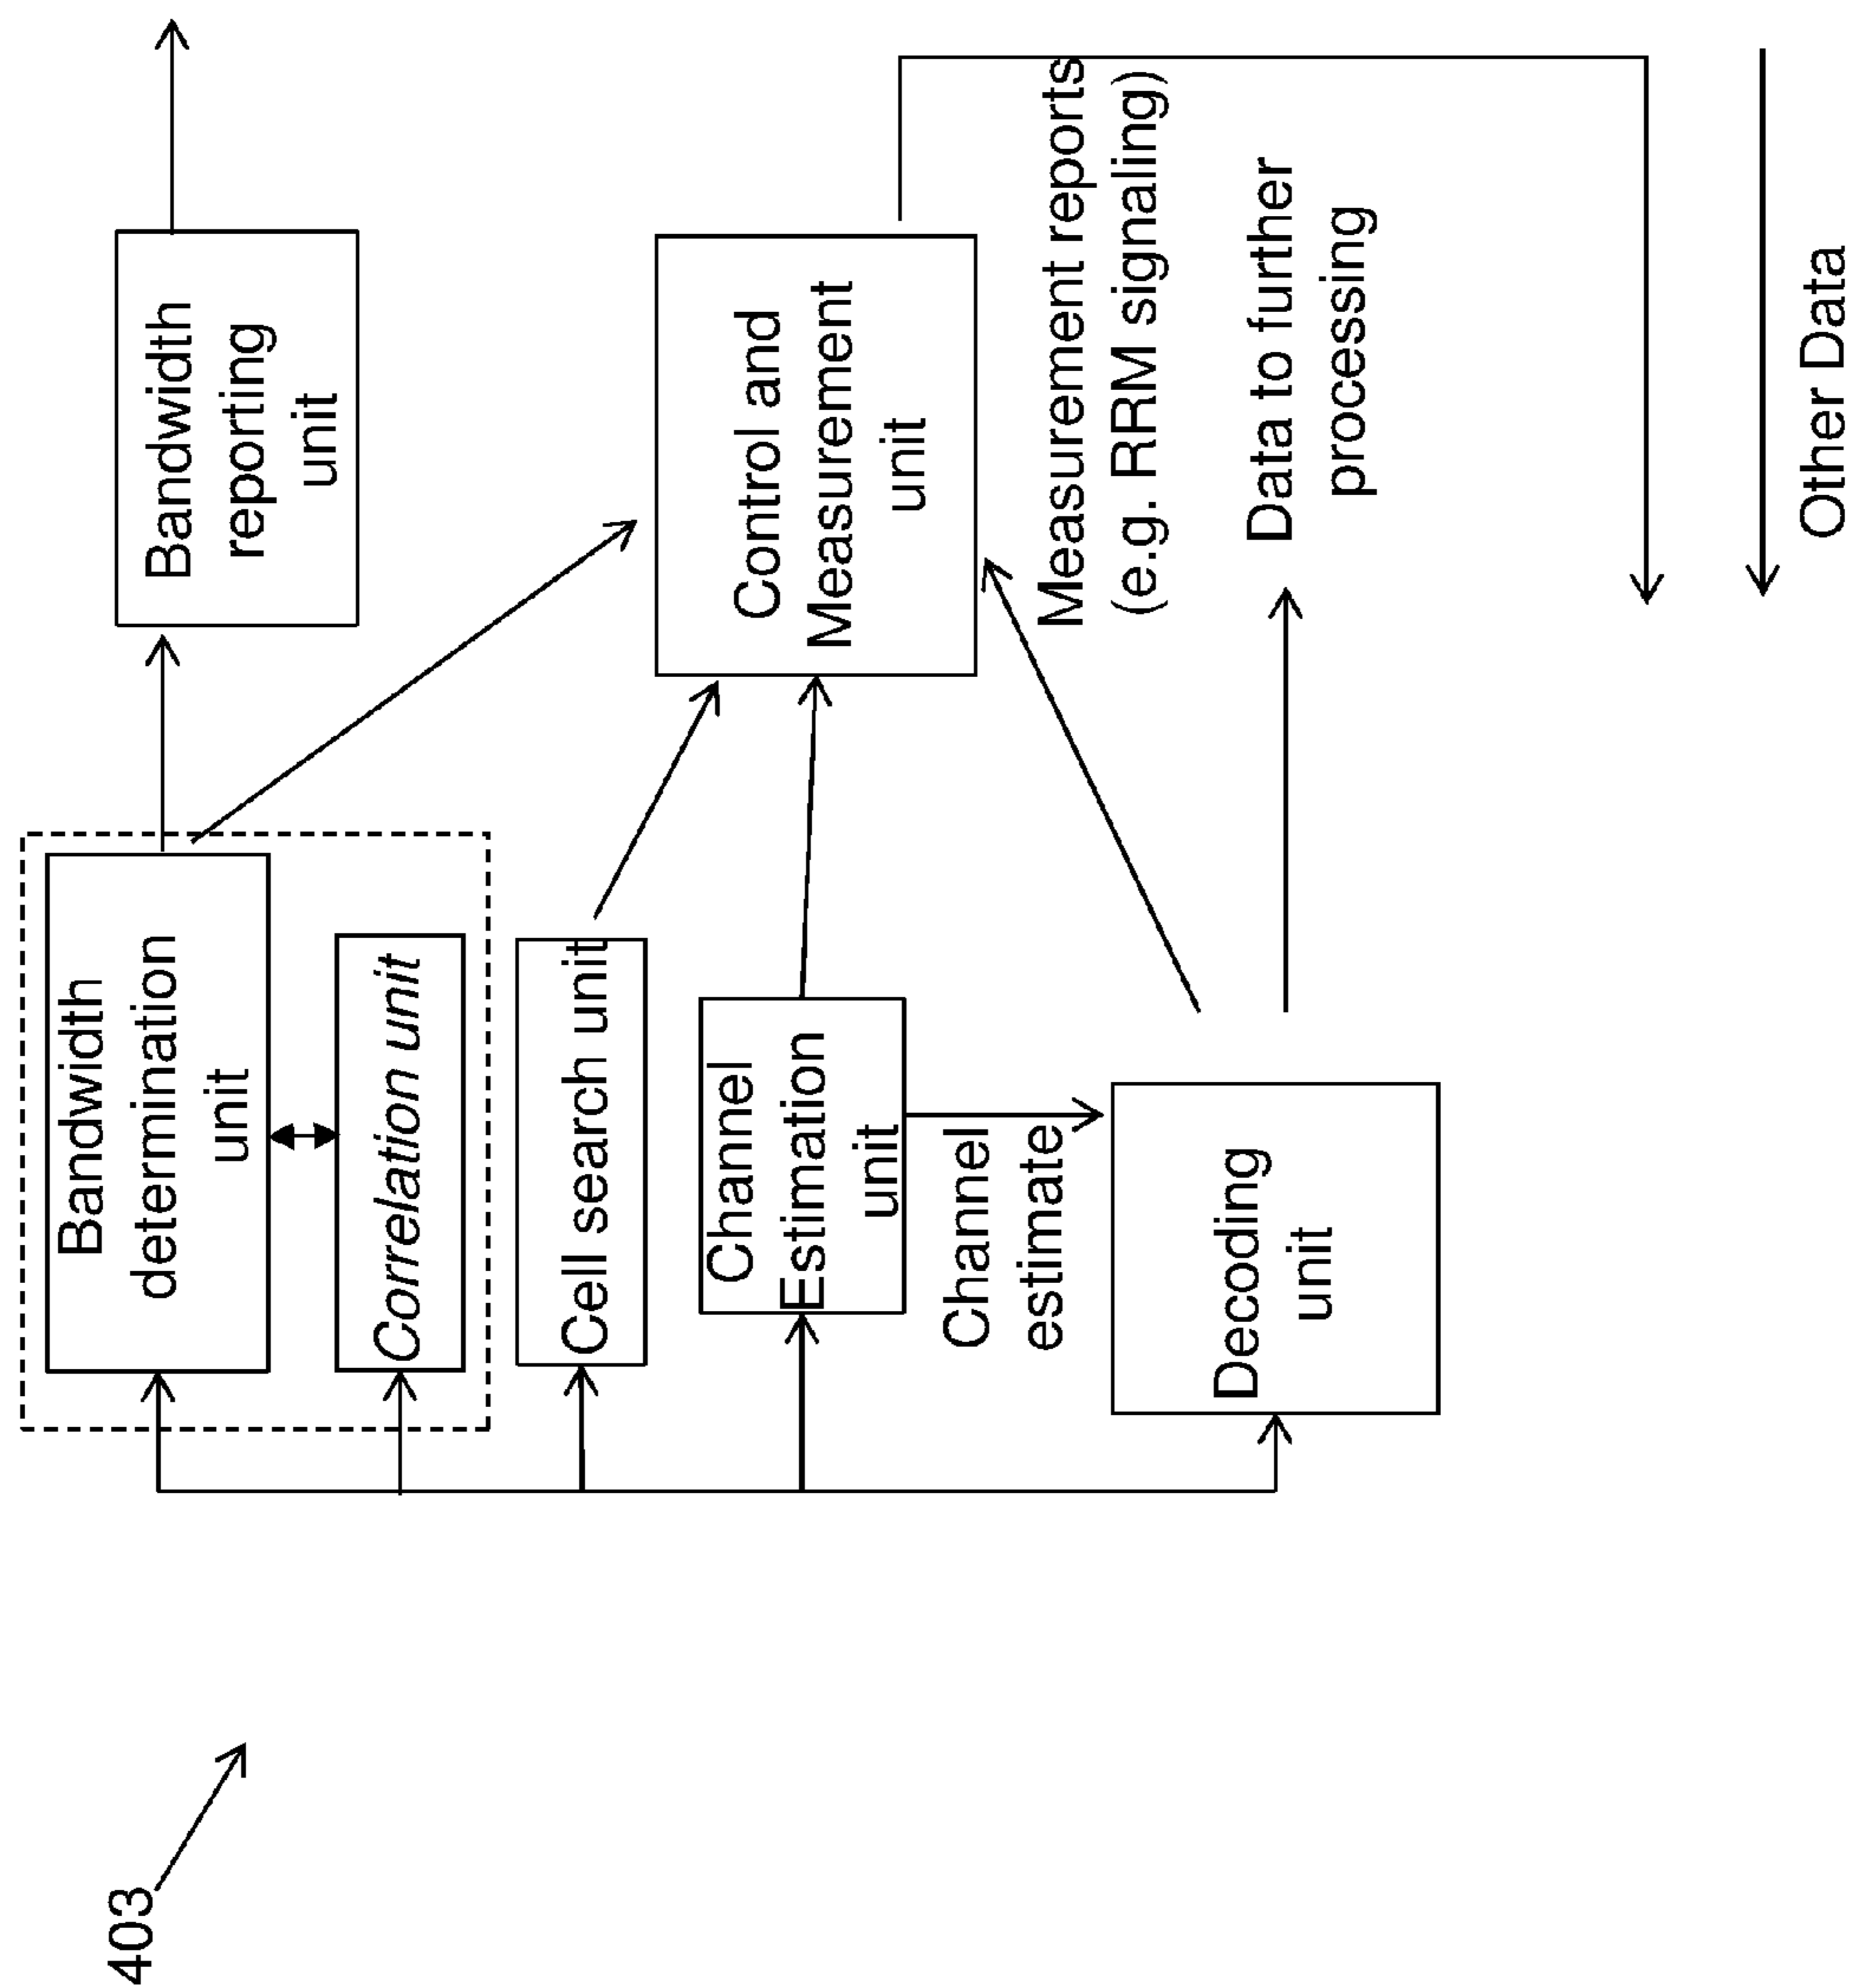 403
Bandwidth
determination
unit
Correlation unit
Cell search unit
Channel
Estimation
unit
Channel
estimate
Decoding
unit
Bandwidth
reporting
unit
Control and
Measurement
unit
Measurement reports
(e.g. RRM signaling)
Data to further
processing
Other Data